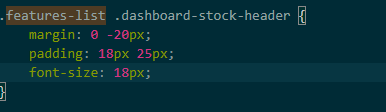 .features-list .dashboard-stock-header {
margin: 0 -20px;
padding: 18px 25px;
font-size: 18px;
}